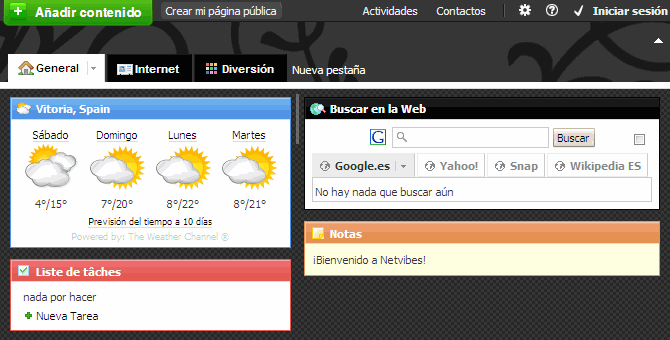 Añadir contenido
Crear mi página pública
Actividades
Contactos
Iniciar sesión
General
Internet
Diversión
Nueva pestaña
Vitoria, Spain
Sábado Domingo Lunes Martes
4°/15° 7°/20° 8°/22° 8°/21°
Previsión del tiempo a 10 días
Powered by: The Weather Channel ®
Liste de tâches
nada por hacer
Nueva Tarea
Buscar en la Web
G
Buscar
Google.es
Yahoo!
Snap
Wikipedia ES
No hay nada que buscar aún
Notas
¡Bienvenido a Netvibes!